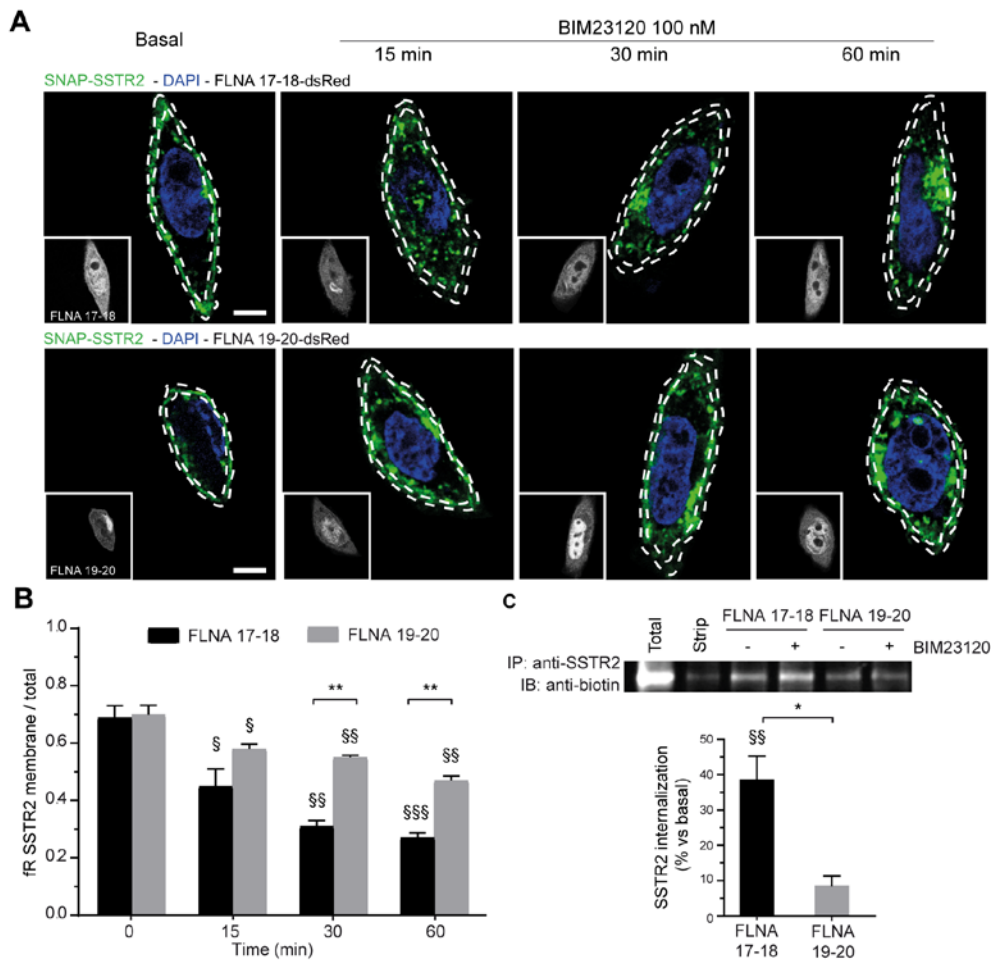 A
Basal
BIM23120 100 nM
15 min 30 min 60 min
SNAP-SSTR2 - DAPI - FLNA 17-18-dsRed
FLNA 17-18
SNAP-SSTR2 - DAPI - FLNA 19-20-dsRed
FLNA 19-20
B
FLNA 17-18 FLNA 19-20
fR SSTR2 membrane / total
1.0
0.8
0.6
0.4
0.2
0.0
§ § §§ §§ §§§ §§
** **
0 15 30 60
Time (min)
C
Total Strip FLNA 17-18 FLNA 19-20
- + - + BIM23120
IP: anti-SSTR2
IB: anti-biotin
SSTR2 internalization
(% vs basal)
50
40
30
20
10
0
§§ *
FLNA FLNA
17-18 19-20